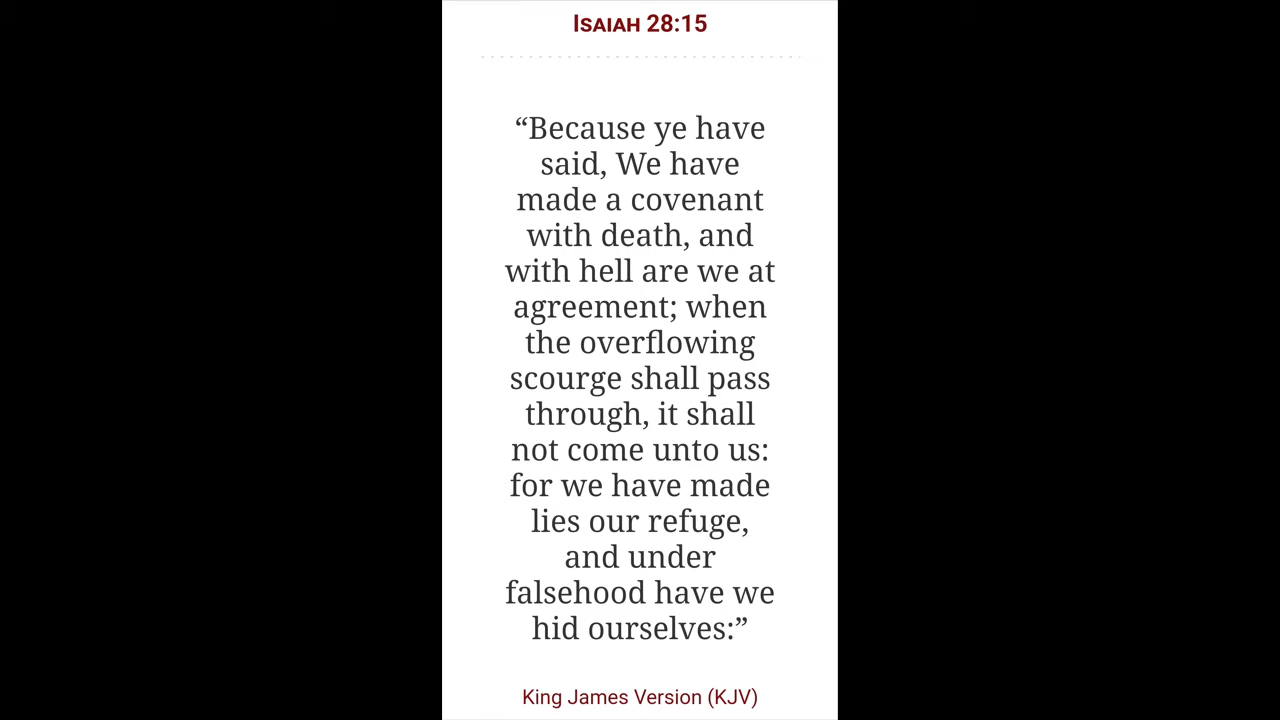 Isaiah 28:15
“Because ye have
said, We have
made a covenant
with death, and
with hell are we at
agreement; when
the overflowing
scourge shall pass
through, it shall
not come unto us:
for we have made
lies our refuge,
and under
falsehood have we
hid ourselves:”
King James Version (KJV)